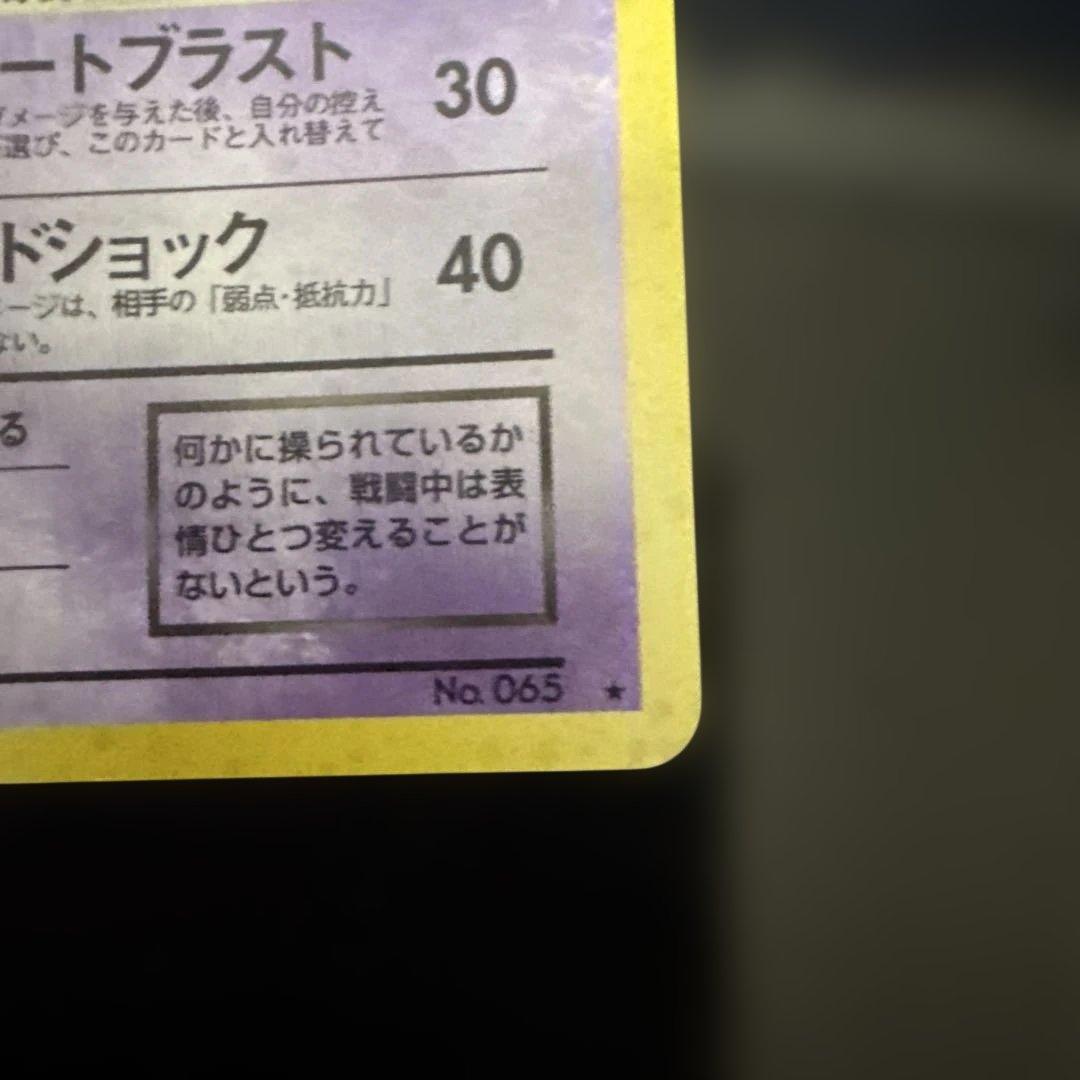 ートブラスト 30
ダメージを与えた後、自分の控え
選び、このカードと入れ替えて
ドショック 40
メージは、相手の「弱点・抵抗力」
ない。
る
何かに操られているか
のように、戦闘中は表
情ひとつ変えることが
ないという。
No. 065 ★